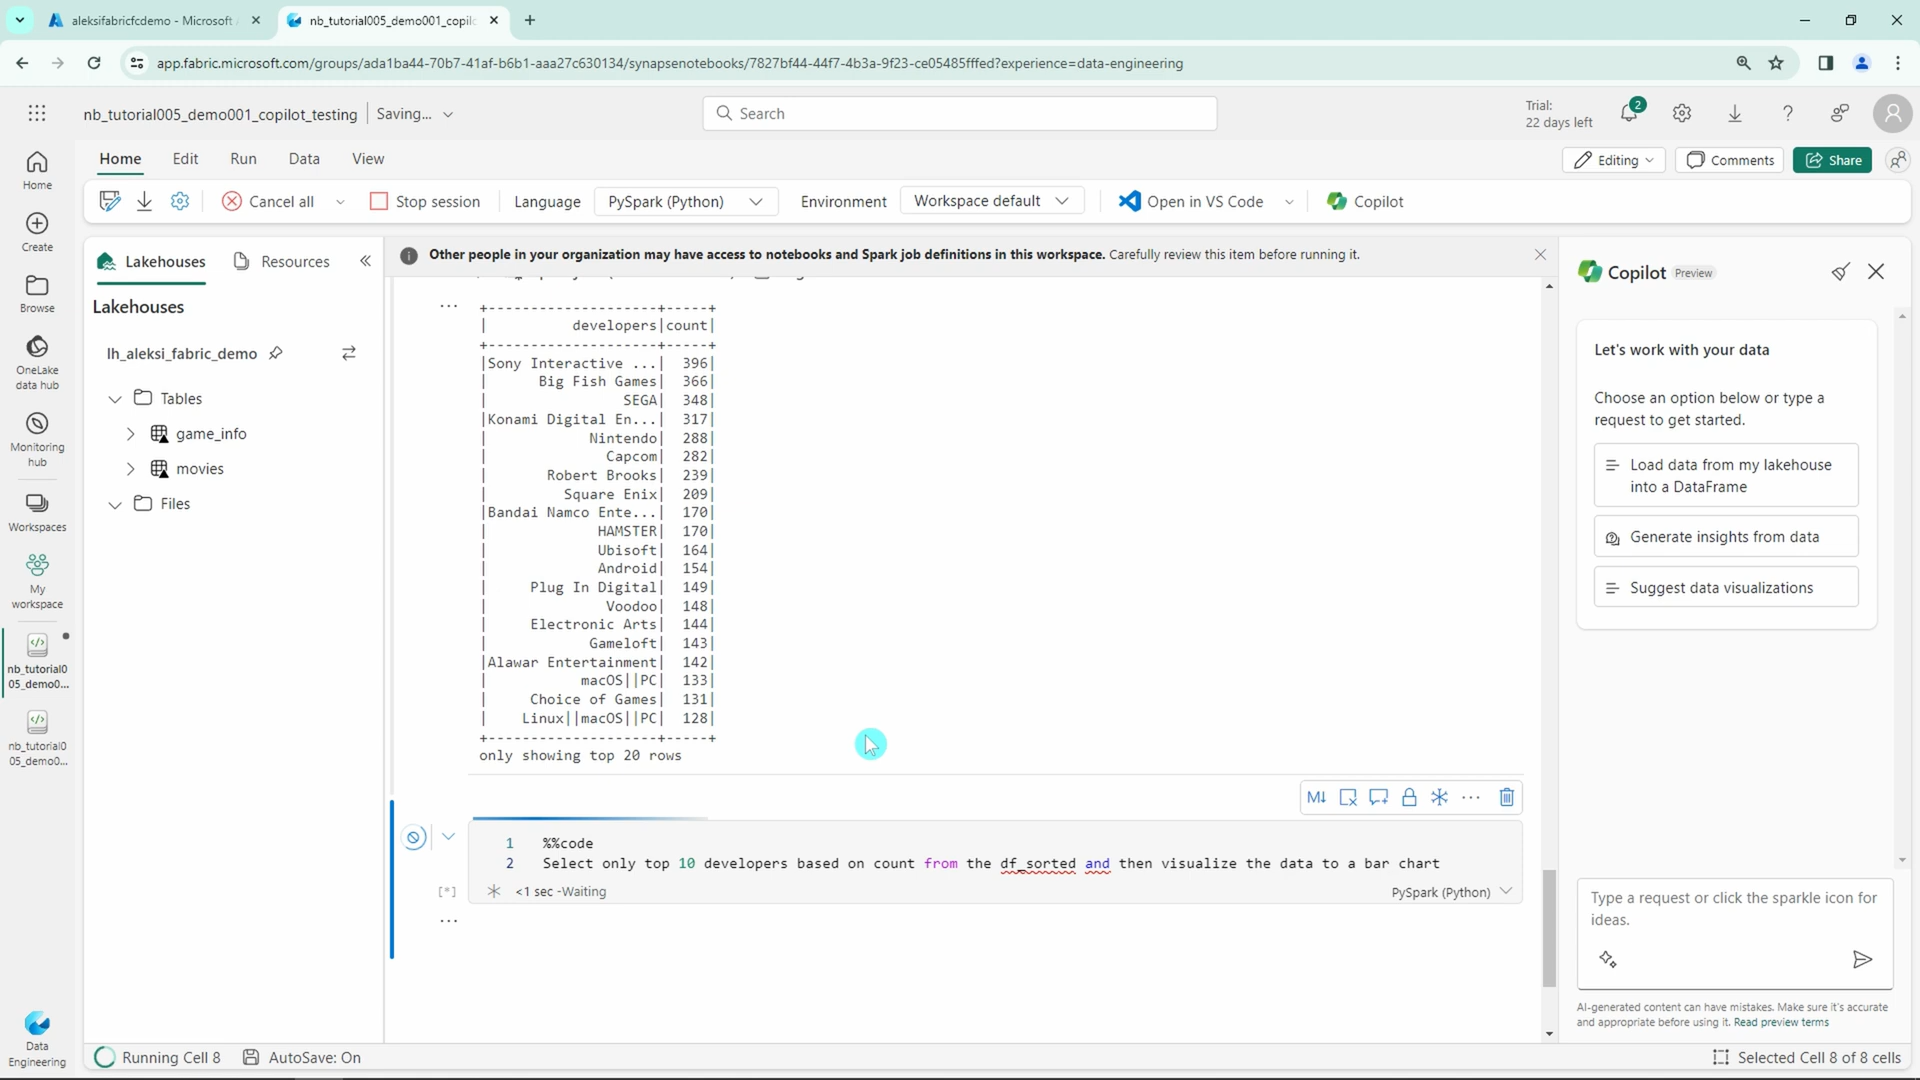 aleksifabricfcdemo - Microsoft
nb_tutorial005_demo001_copil
app.fabric.microsoft.com/groups/ada1ba44-70b7-41af-b6b1-aaa27c630134/synapsenotebooks/7827bf44-44f7-4b3a-9f23-ce05485fffed?experience=data-engineering
nb_tutorial005_demo001_copilot_testing
Saving...
Search
Trial:
22 days left
2
Home
Edit
Run
Data
View
Editing
Comments
Share
Cancel all
Stop session
Language
PySpark (Python)
Environment
Workspace default
Open in VS Code
Copilot
Home
Create
Browse
OneLake
data hub
Monitoring
hub
Workspaces
My
workspace
nb_tutorial0
05_demo0...
nb_tutorial0
05_demo0...
Data
Engineering
Lakehouses
Resources
Lakehouses
lh_aleksi_fabric_demo
Tables
game_info
movies
Files
Other people in your organization may have access to notebooks and Spark job definitions in this workspace. Carefully review this item before running it.
...
+--------------------+-----+
|          developers|count|
+--------------------+-----+
|Sony Interactive ...|  396|
|      Big Fish Games|  366|
|                SEGA|  348|
|Konami Digital En...|  317|
|            Nintendo|  288|
|              Capcom|  282|
|       Robert Brooks|  239|
|         Square Enix|  209|
|Bandai Namco Ente...|  170|
|             HAMSTER|  170|
|             Ubisoft|  164|
|             Android|  154|
|     Plug In Digital|  149|
|              Voodoo|  148|
|     Electronic Arts|  144|
|            Gameloft|  143|
|Alawar Entertainment|  142|
|           macOS||PC|  133|
|     Choice of Games|  131|
|    Linux||macOS||PC|  128|
+--------------------+-----+
only showing top 20 rows
M↓
...
1 %%code
2 Select only top 10 developers based on count from the df_sorted and then visualize the data to a bar chart
[*]
<1 sec -Waiting
PySpark (Python)
...
Copilot Preview
Let's work with your data
Choose an option below or type a
request to get started.
Load data from my lakehouse
into a DataFrame
Generate insights from data
Suggest data visualizations
Type a request or click the sparkle icon for
ideas.
AI-generated content can have mistakes. Make sure it's accurate
and appropriate before using it. Read preview terms
Running Cell 8
AutoSave: On
Selected Cell 8 of 8 cells